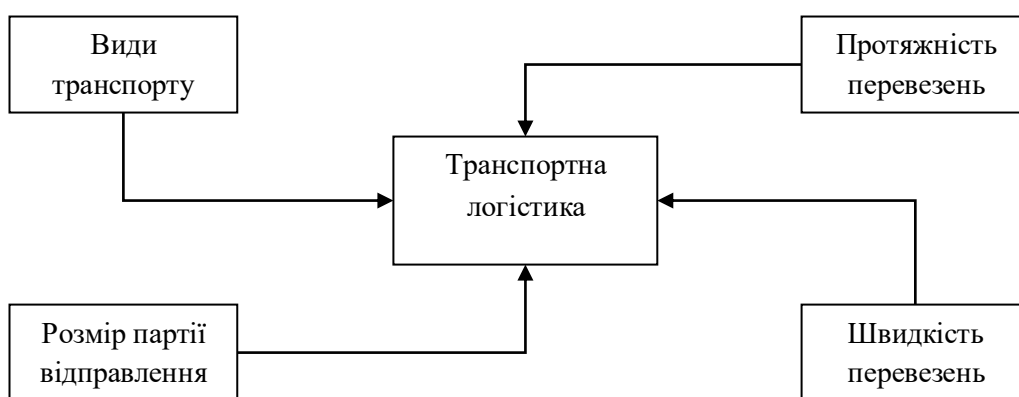 Види
транспорту
Протяжність
перевезень
Транспортна
логістика
Розмір партії
відправлення
Швидкість
перевезень